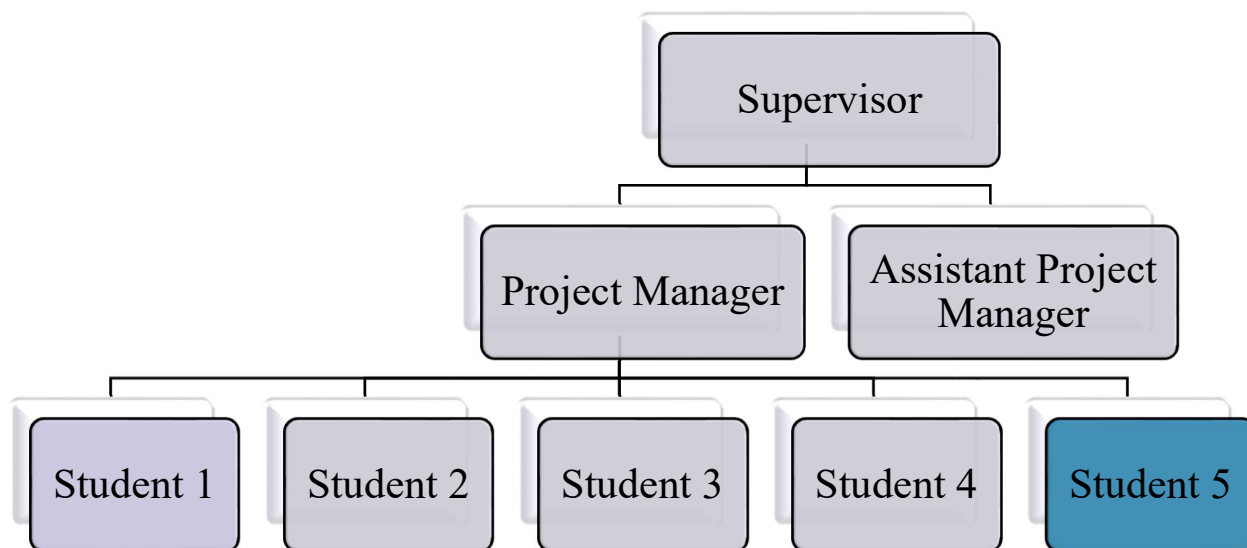 Supervisor
Project Manager
Assistant Project
Manager
Student 1
Student 2
Student 3
Student 4
Student 5